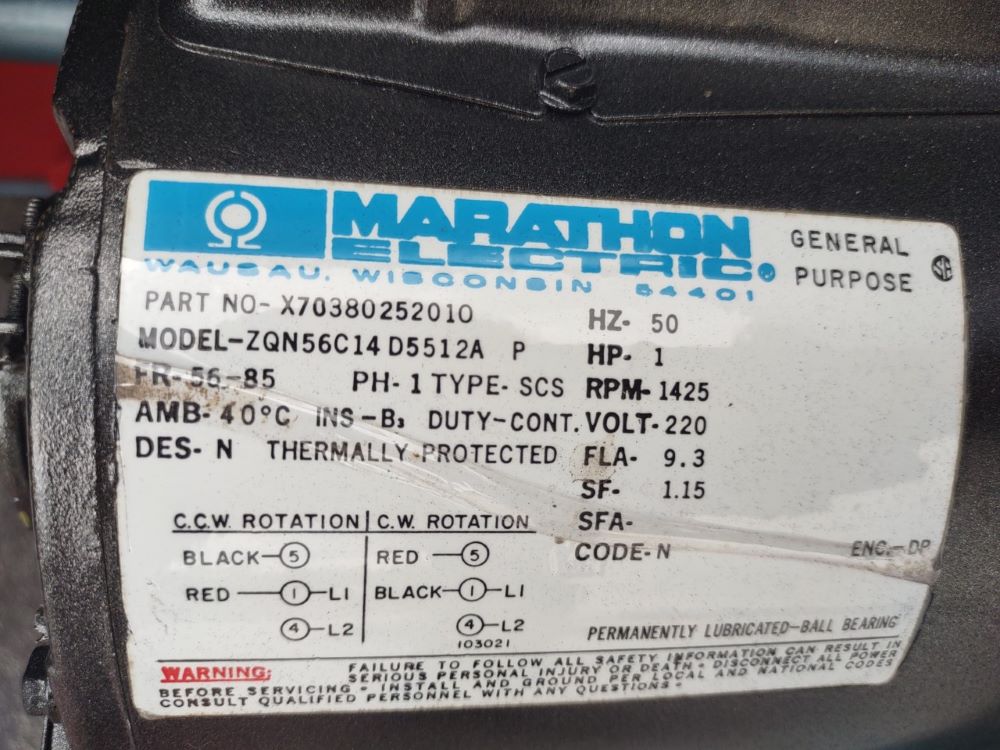 MARATHON
ELECTRIC®
WAUSAU, WISCONSIN 54401
GENERAL
PURPOSE
PART NO- X70380252010
HZ- 50
MODEL-ZQN56C14D5512A P
HP- 1
FR-56-85 PH-1 TYPE-SCS
RPM-1425
AMB-40°C INS-B3 DUTY-CONT.
VOLT-220
DES-N THERMALLY PROTECTED
FLA- 9.3
SF- 1.15
SFA-
CODE-N
ENC.-DP
C.C.W. ROTATION C.W. ROTATION
BLACK-5 RED-5
RED-1-L1 BLACK-1-L1
4-L2 4-L2
103021
PERMANENTLY LUBRICATED-BALL BEARING
WARNING: FAILURE TO FOLLOW ALL SAFETY INFORMATION CAN RESULT IN
SERIOUS PERSONAL INJURY OR DEATH • DISCONNECT ALL POWER
BEFORE SERVICING • INSTALL AND GROUND PER LOCAL AND NATIONAL CODES
CONSULT QUALIFIED PERSONNEL WITH ANY QUESTIONS •